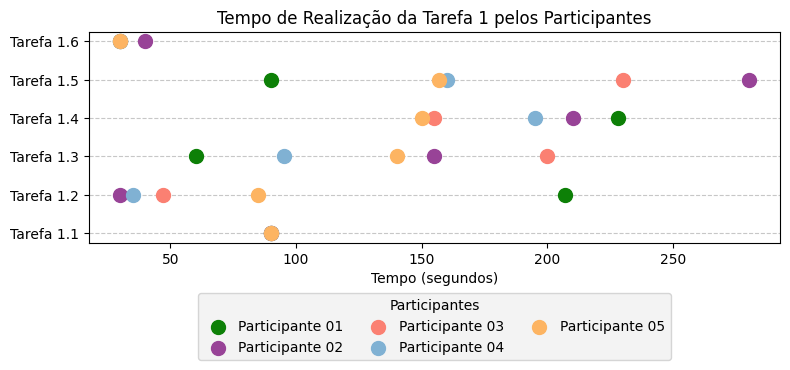 Tempo de Realização da Tarefa 1 pelos Participantes
Tarefa 1.6
Tarefa 1.5
Tarefa 1.4
Tarefa 1.3
Tarefa 1.2
Tarefa 1.1
50 100 150 200 250
Tempo (segundos)
Participantes
Participante 01 Participante 03 Participante 05
Participante 02 Participante 04